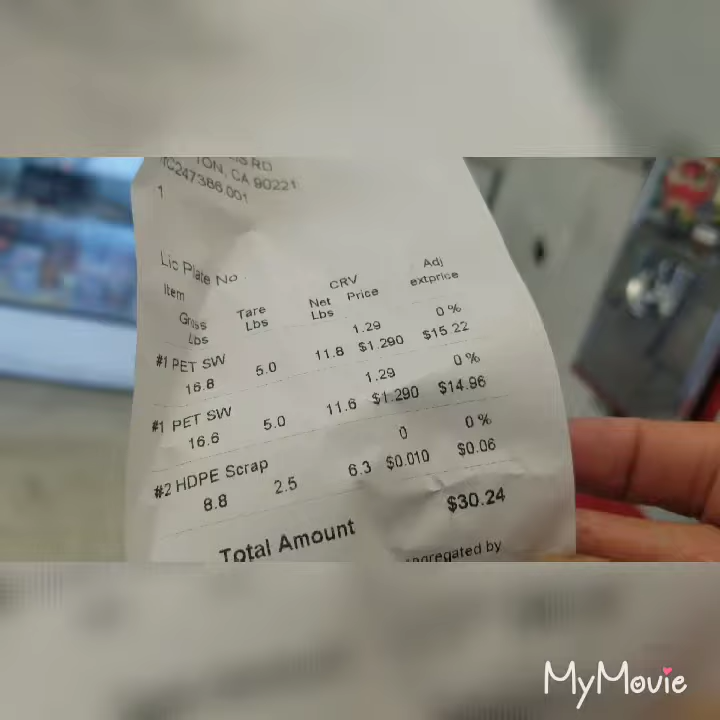 RD
TON, CA 90221
TC247386.001
1
Lic Plate No
Item
Gross Lbs Tare Lbs Net Lbs CRV Price Adj extprice
#1 PET SW 1.29 0 %
16.8 5.0 11.8 $1.290 $15.22
#1 PET SW 1.29 0 %
16.6 5.0 11.6 $1.290 $14.96
#2 HDPE Scrap 0 0 %
8.8 2.5 6.3 $0.010 $0.06
Total Amount $30.24
by
MyMovie